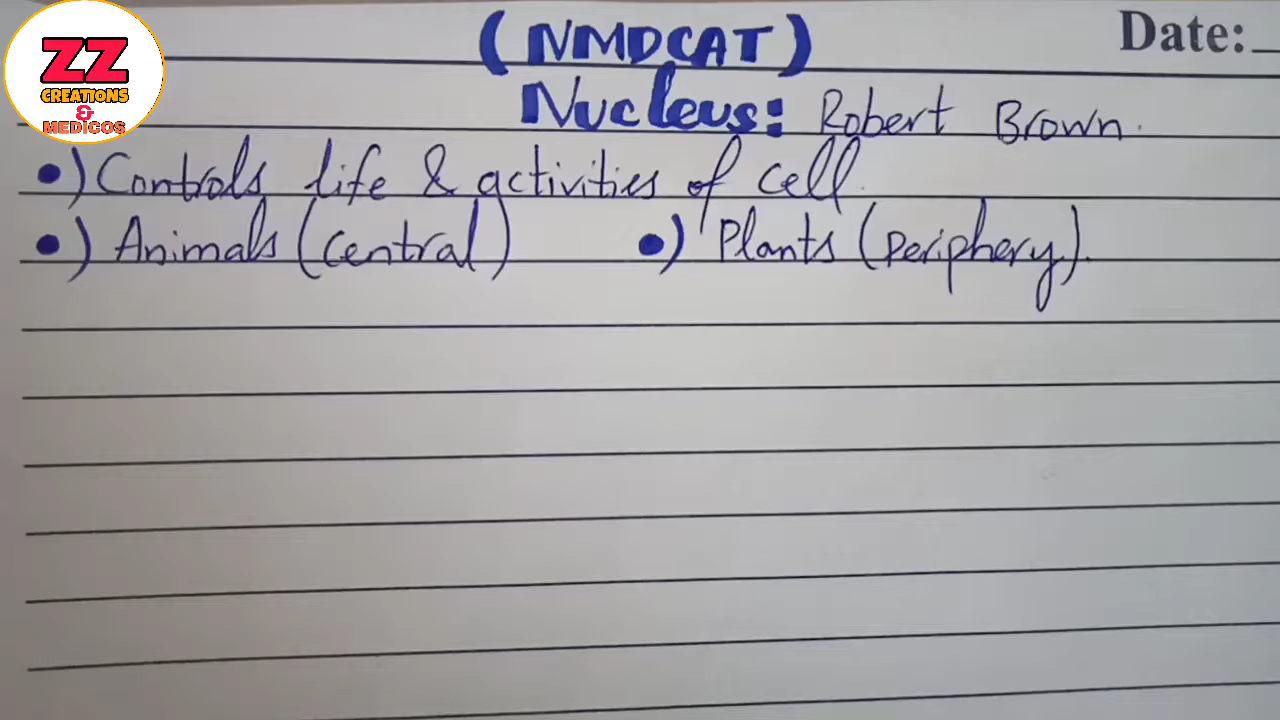 ZZ
CREATIONS
&
MEDICOS
(NMDCAT)
Date:
Nucleus: Robert Brown.
•) Controls life & activities of cell.
•) Animals (central) •) Plants (periphery).